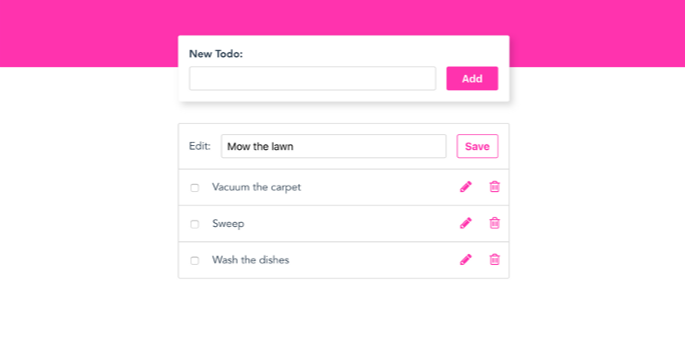 New Todo:
Add
Edit: Mow the lawn Save
Vacuum the carpet
Sweep
Wash the dishes